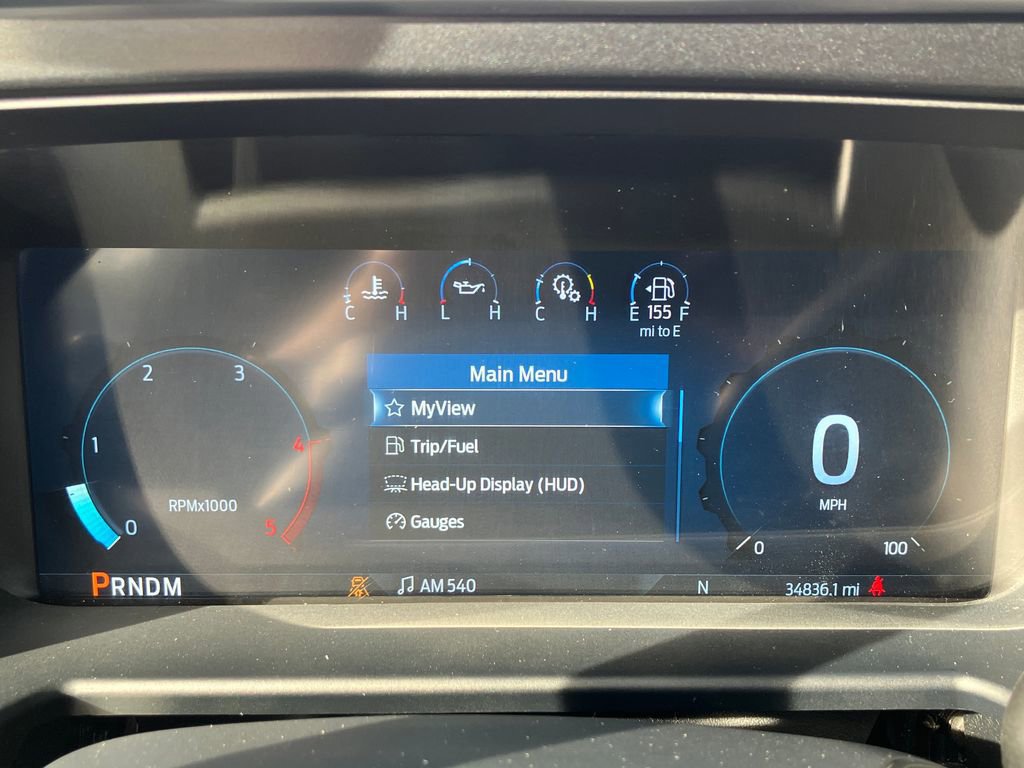 C H
L H
C H
E 155 F
mi to E
Main Menu
MyView
Trip/Fuel
Head-Up Display (HUD)
Gauges
0 1 2 3 4 5
RPMx1000
0
MPH
0 100
PRNDM
AM 540
N
34836.1 mi